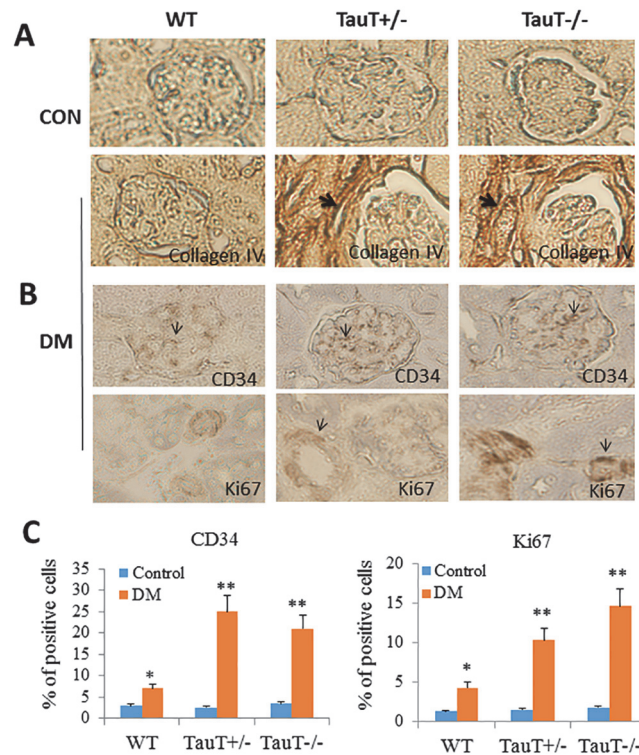 WT TauT+/- TauT-/-
A
CON
Collagen IV Collagen IV Collagen IV
B
DM
CD34 CD34 CD34
Ki67 Ki67 Ki67
C
CD34
% of positive cells
35
30
25
20
15
10
5
0
Control
DM
* ** **
WT TauT+/- TauT-/-
Ki67
% of positive cells
20
15
10
5
0
Control
DM
* ** **
WT TauT+/- TauT-/-